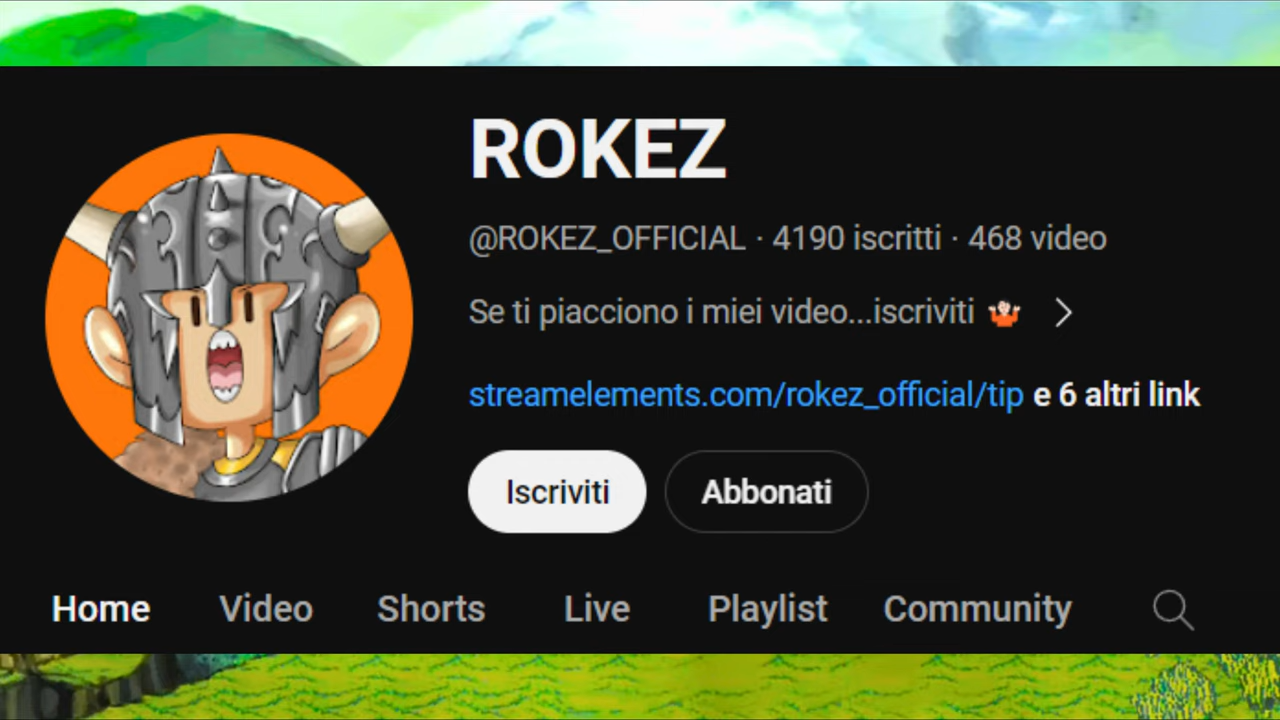 ROKEZ
@ROKEZ_OFFICIAL · 4190 iscritti · 468 video
Se ti piacciono i miei video...iscriviti 🤷🏻
streamelements.com/rokez_official/tip e 6 altri link
Iscriviti Abbonati
Home Video Shorts Live Playlist Community